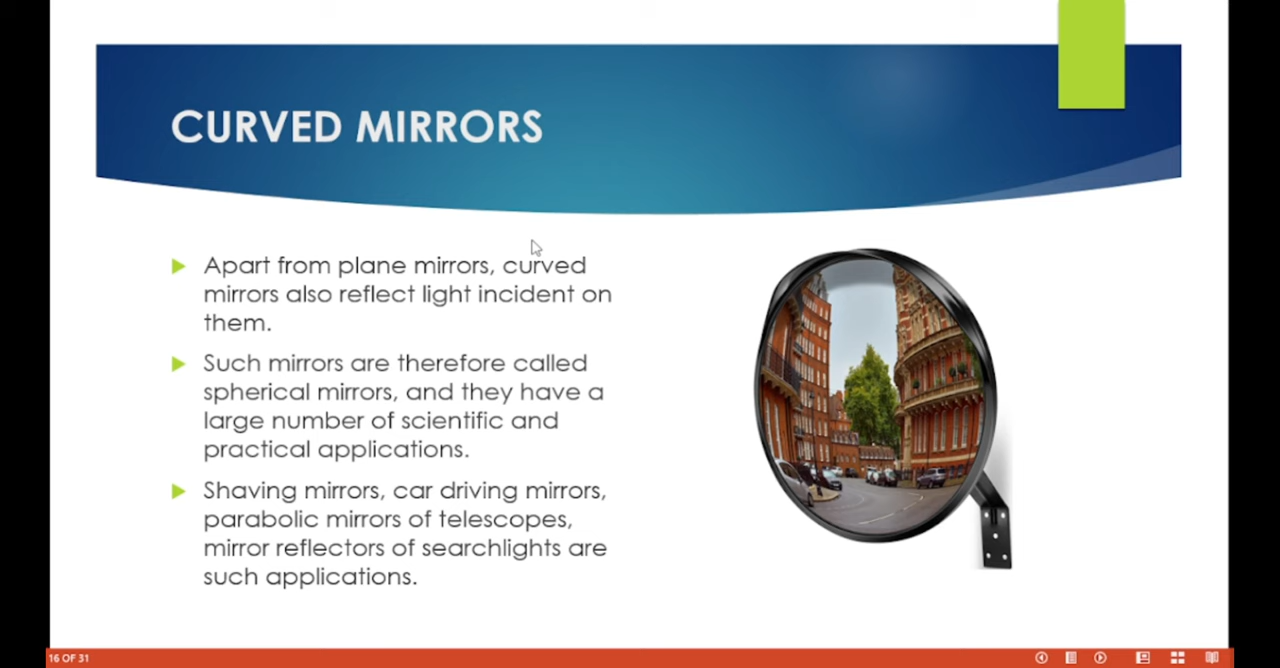 CURVED MIRRORS
Apart from plane mirrors, curved
mirrors also reflect light incident on
them.
Such mirrors are therefore called
spherical mirrors, and they have a
large number of scientific and
practical applications.
Shaving mirrors, car driving mirrors,
parabolic mirrors of telescopes,
mirror reflectors of searchlights are
such applications.
16 OF 31